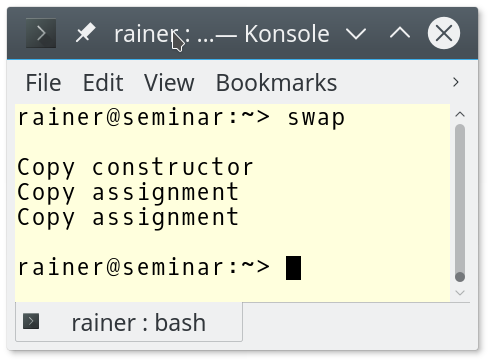 rainer : ...— Konsole
File Edit View Bookmarks
rainer@seminar:~> swap
Copy constructor
Copy assignment
Copy assignment
rainer@seminar:~>
rainer : bash